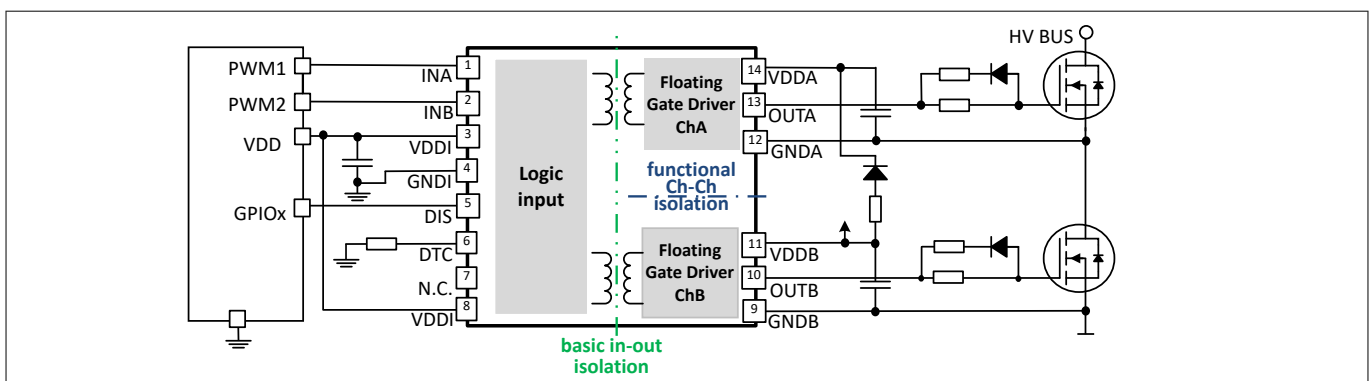 HV BUS
PWM1
PWM2
VDD
GPIOx
1
INA
2
INB
3
VDDI
4
GNDI
5
DIS
6
DTC
7
N.C.
8
VDDI
Logic
input
Floating
Gate Driver
ChA
functional
Ch-Ch
isolation
Floating
Gate Driver
ChB
14
VDDA
13
OUTA
12
GNDA
11
VDDB
10
OUTB
9
GNDB
basic in-out
isolation